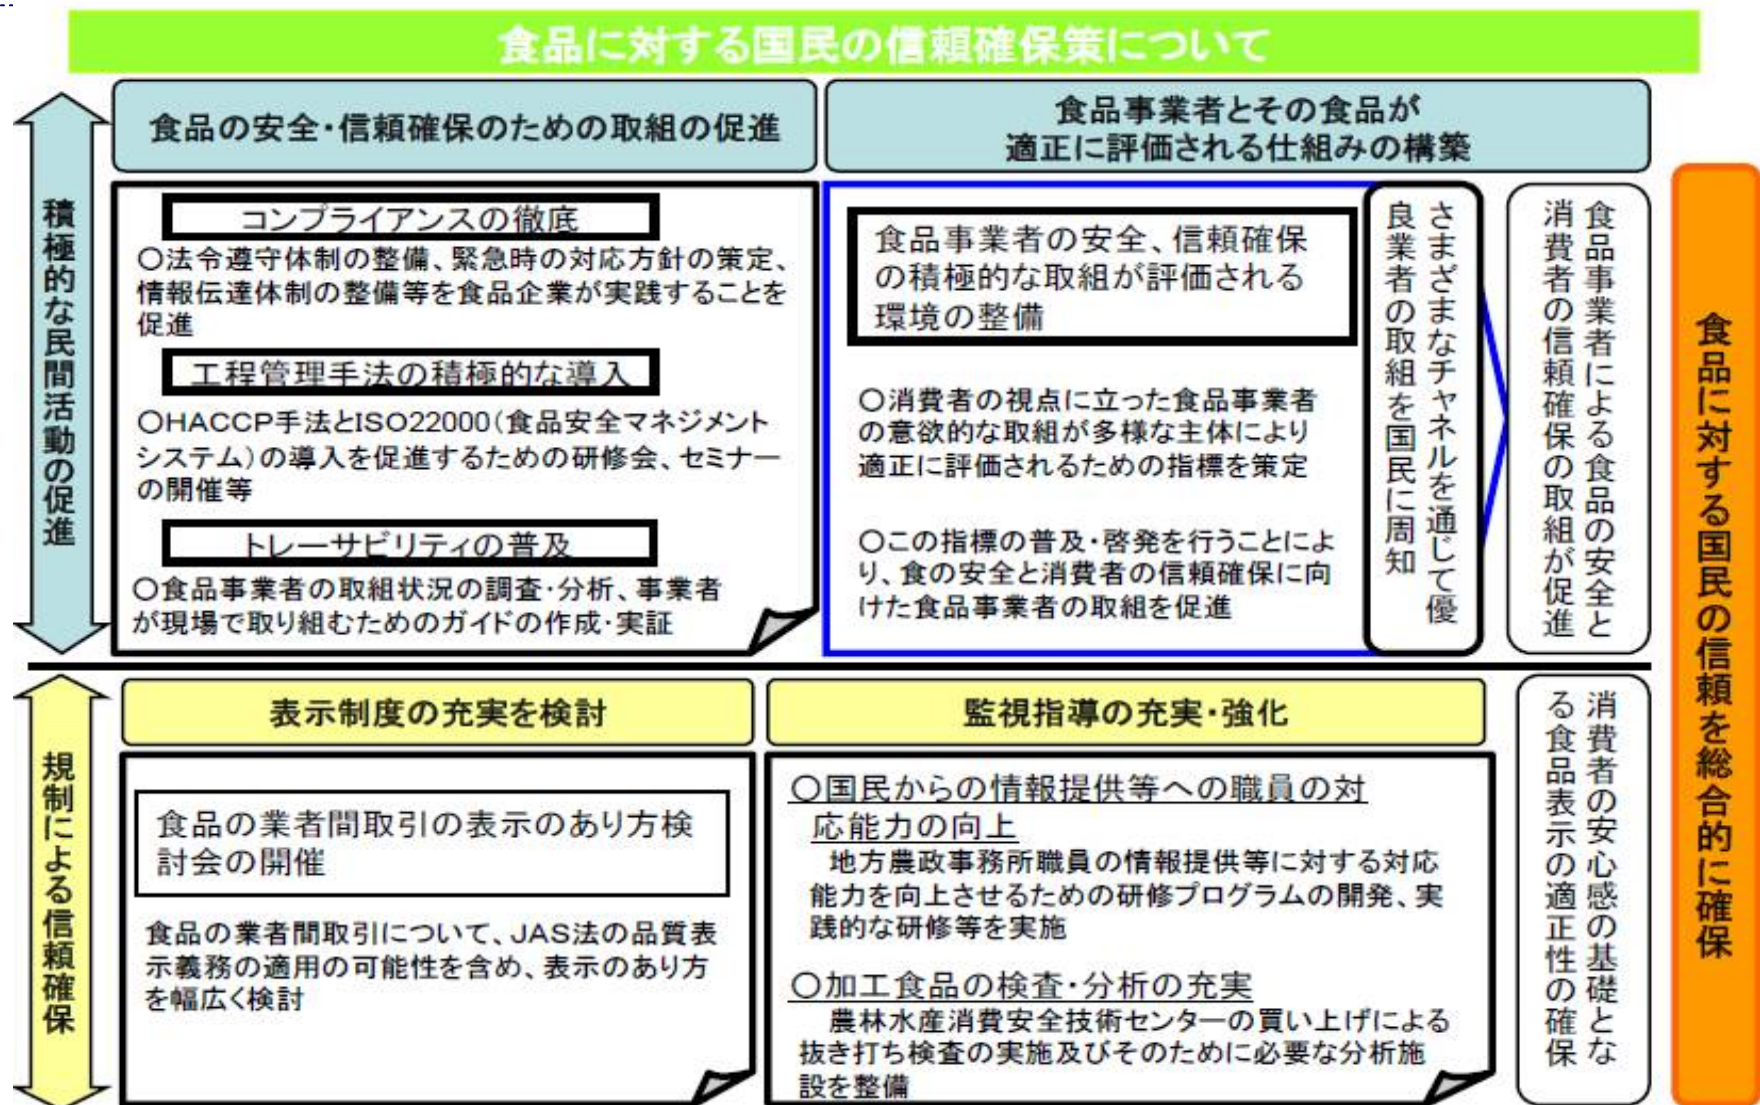 食品に対する国民の信頼確保策について
積極的な民間活動の促進
食品の安全・信頼確保のための取組の促進
コンプライアンスの徹底
○法令遵守体制の整備、緊急時の対応方針の策定、
情報伝達体制の整備等を食品企業が実践することを
促進
工程管理手法の積極的な導入
○HACCP手法とISO22000(食品安全マネジメント
システム)の導入を促進するための研修会、セミナー
の開催等
トレーサビリティの普及
○食品事業者の取組状況の調査・分析、事業者
が現場で取り組むためのガイドの作成・実証
食品事業者とその食品が
適正に評価される仕組みの構築
食品事業者の安全、信頼確保
の積極的な取組が評価される
環境の整備
○消費者の視点に立った食品事業者
の意欲的な取組が多様な主体により
適正に評価されるための指標を策定
○この指標の普及・啓発を行うことによ
り、食の安全と消費者の信頼確保に向
けた食品事業者の取組を促進
さまざまなチャネルを通じて優
良業者の取組を国民に周知
食品事業者による食品の安全と
消費者の信頼確保の取組が促進
規制による信頼確保
表示制度の充実を検討
食品の業者間取引の表示のあり方検
討会の開催
食品の業者間取引について、JAS法の品質表
示義務の適用の可能性を含め、表示のあり方
を幅広く検討
監視指導の充実・強化
○国民からの情報提供等への職員の対
応能力の向上
地方農政事務所職員の情報提供等に対する対応
能力を向上させるための研修プログラムの開発、実
践的な研修等を実施
○加工食品の検査・分析の充実
農林水産消費安全技術センターの買い上げによる
抜き打ち検査の実施及びそのために必要な分析施
設を整備
消費者の安心感の基礎とな
る食品表示の適正性の確保
食品に対する国民の信頼を総合的に確保